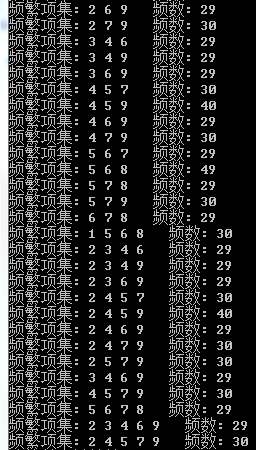 频繁项集: 2 6 9 频数: 29
频繁项集: 2 7 9 频数: 30
频繁项集: 3 4 6 频数: 29
频繁项集: 3 4 9 频数: 29
频繁项集: 3 6 9 频数: 29
频繁项集: 4 5 7 频数: 30
频繁项集: 4 5 9 频数: 40
频繁项集: 4 6 9 频数: 29
频繁项集: 4 7 9 频数: 30
频繁项集: 5 6 7 频数: 29
频繁项集: 5 6 8 频数: 49
频繁项集: 5 7 8 频数: 29
频繁项集: 5 7 9 频数: 30
频繁项集: 6 7 8 频数: 29
频繁项集: 1 5 6 8 频数: 30
频繁项集: 2 3 4 6 频数: 29
频繁项集: 2 3 4 9 频数: 29
频繁项集: 2 3 6 9 频数: 29
频繁项集: 2 4 5 7 频数: 30
频繁项集: 2 4 5 9 频数: 40
频繁项集: 2 4 6 9 频数: 29
频繁项集: 2 4 7 9 频数: 30
频繁项集: 2 5 7 9 频数: 30
频繁项集: 3 4 6 9 频数: 29
频繁项集: 4 5 7 9 频数: 30
频繁项集: 5 6 7 8 频数: 29
频繁项集: 2 3 4 6 9 频数: 29
频繁项集: 2 4 5 7 9 频数: 30